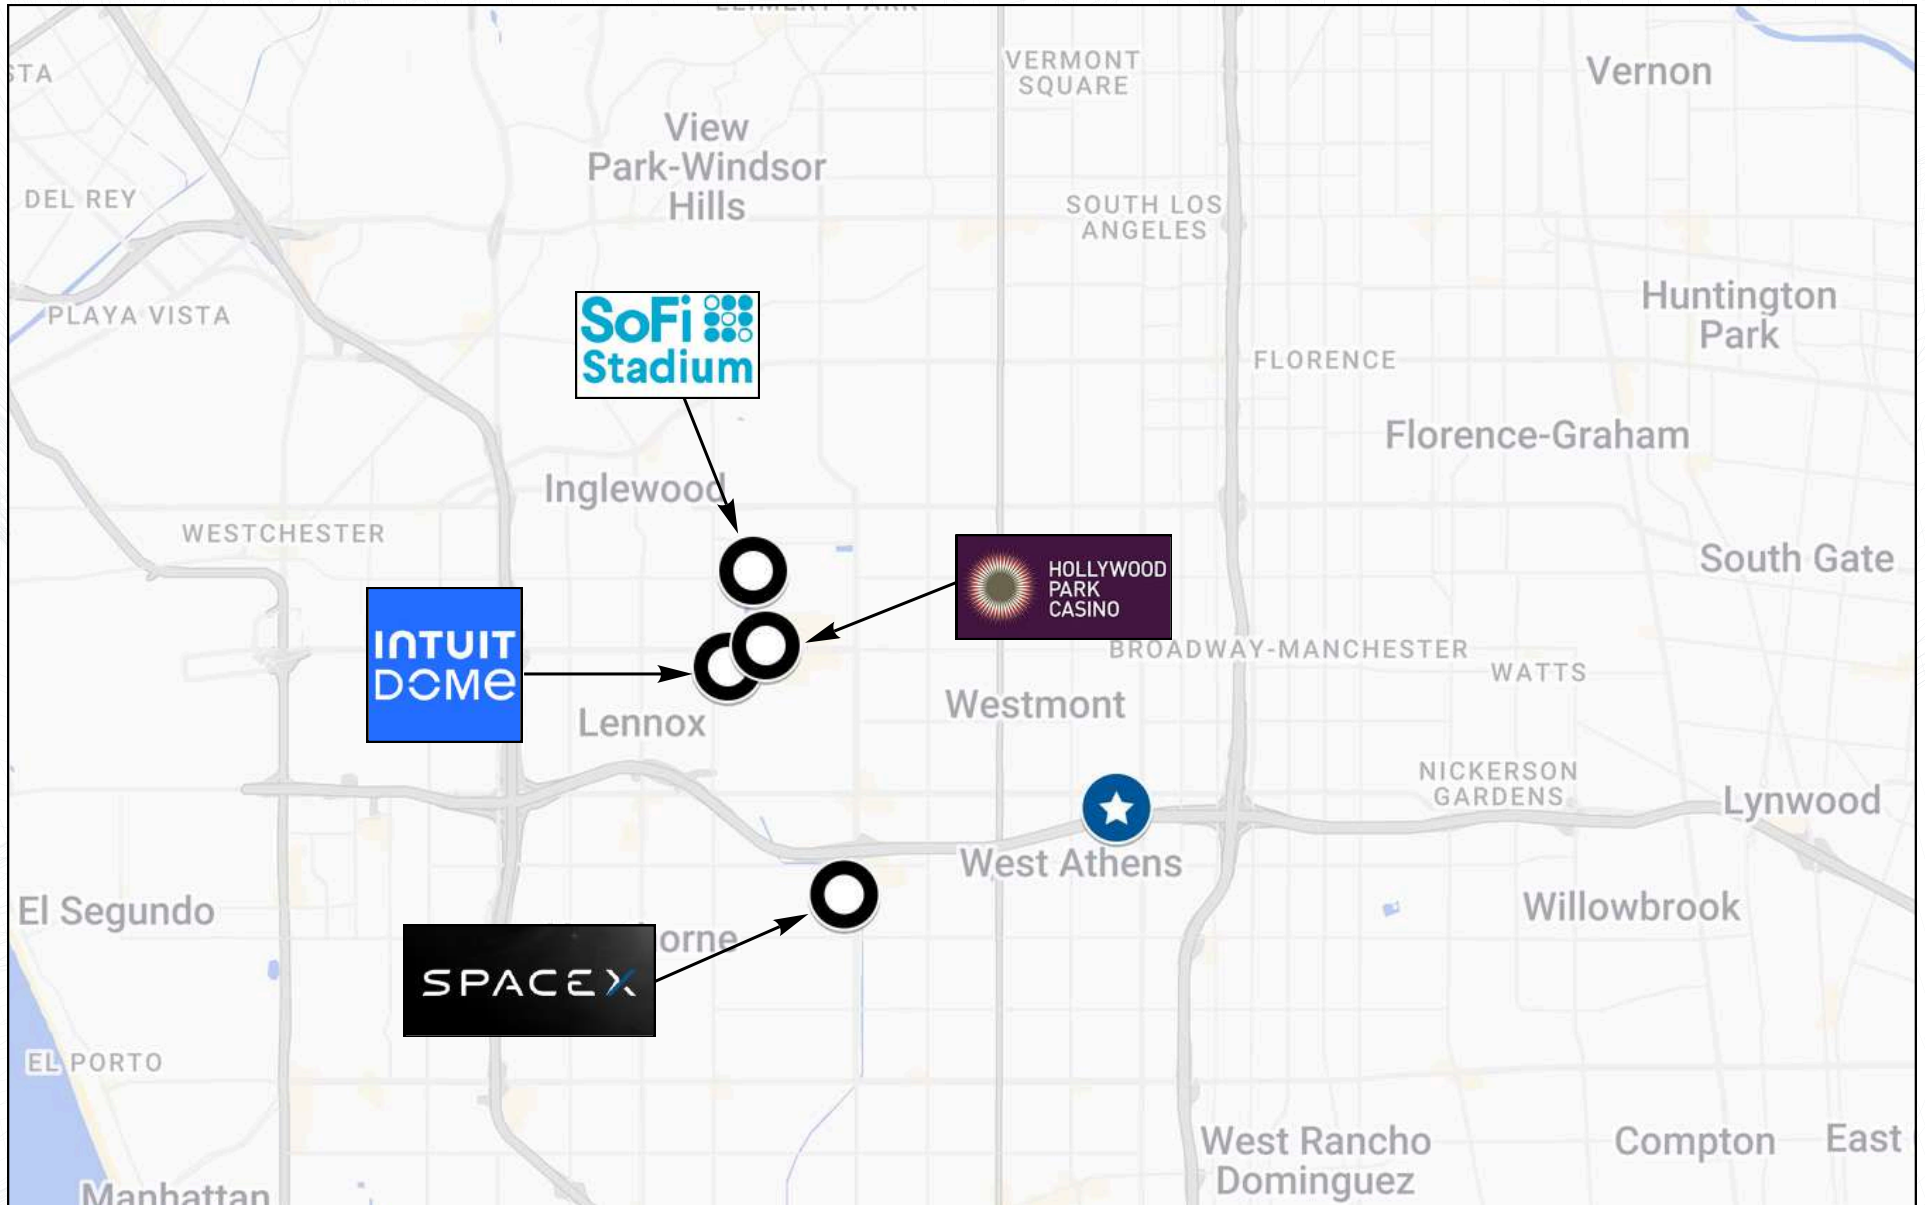 LEIMERT PARK
STA
VERMONT
SQUARE
Vernon
View
Park-Windsor
Hills
DEL REY
SOUTH LOS
ANGELES
PLAYA VISTA
Huntington
Park
SoFi
Stadium
FLORENCE
Florence-Graham
Inglewood
WESTCHESTER
South Gate
HOLLYWOOD
PARK
CASINO
INTUIT
DOME
BROADWAY-MANCHESTER
WATTS
Westmont
Lennox
NICKERSON
GARDENS
Lynwood
West Athens
El Segundo
Willowbrook
orne
SPACEX
EL PORTO
West Rancho
Dominguez
Compton
East
Manhattan